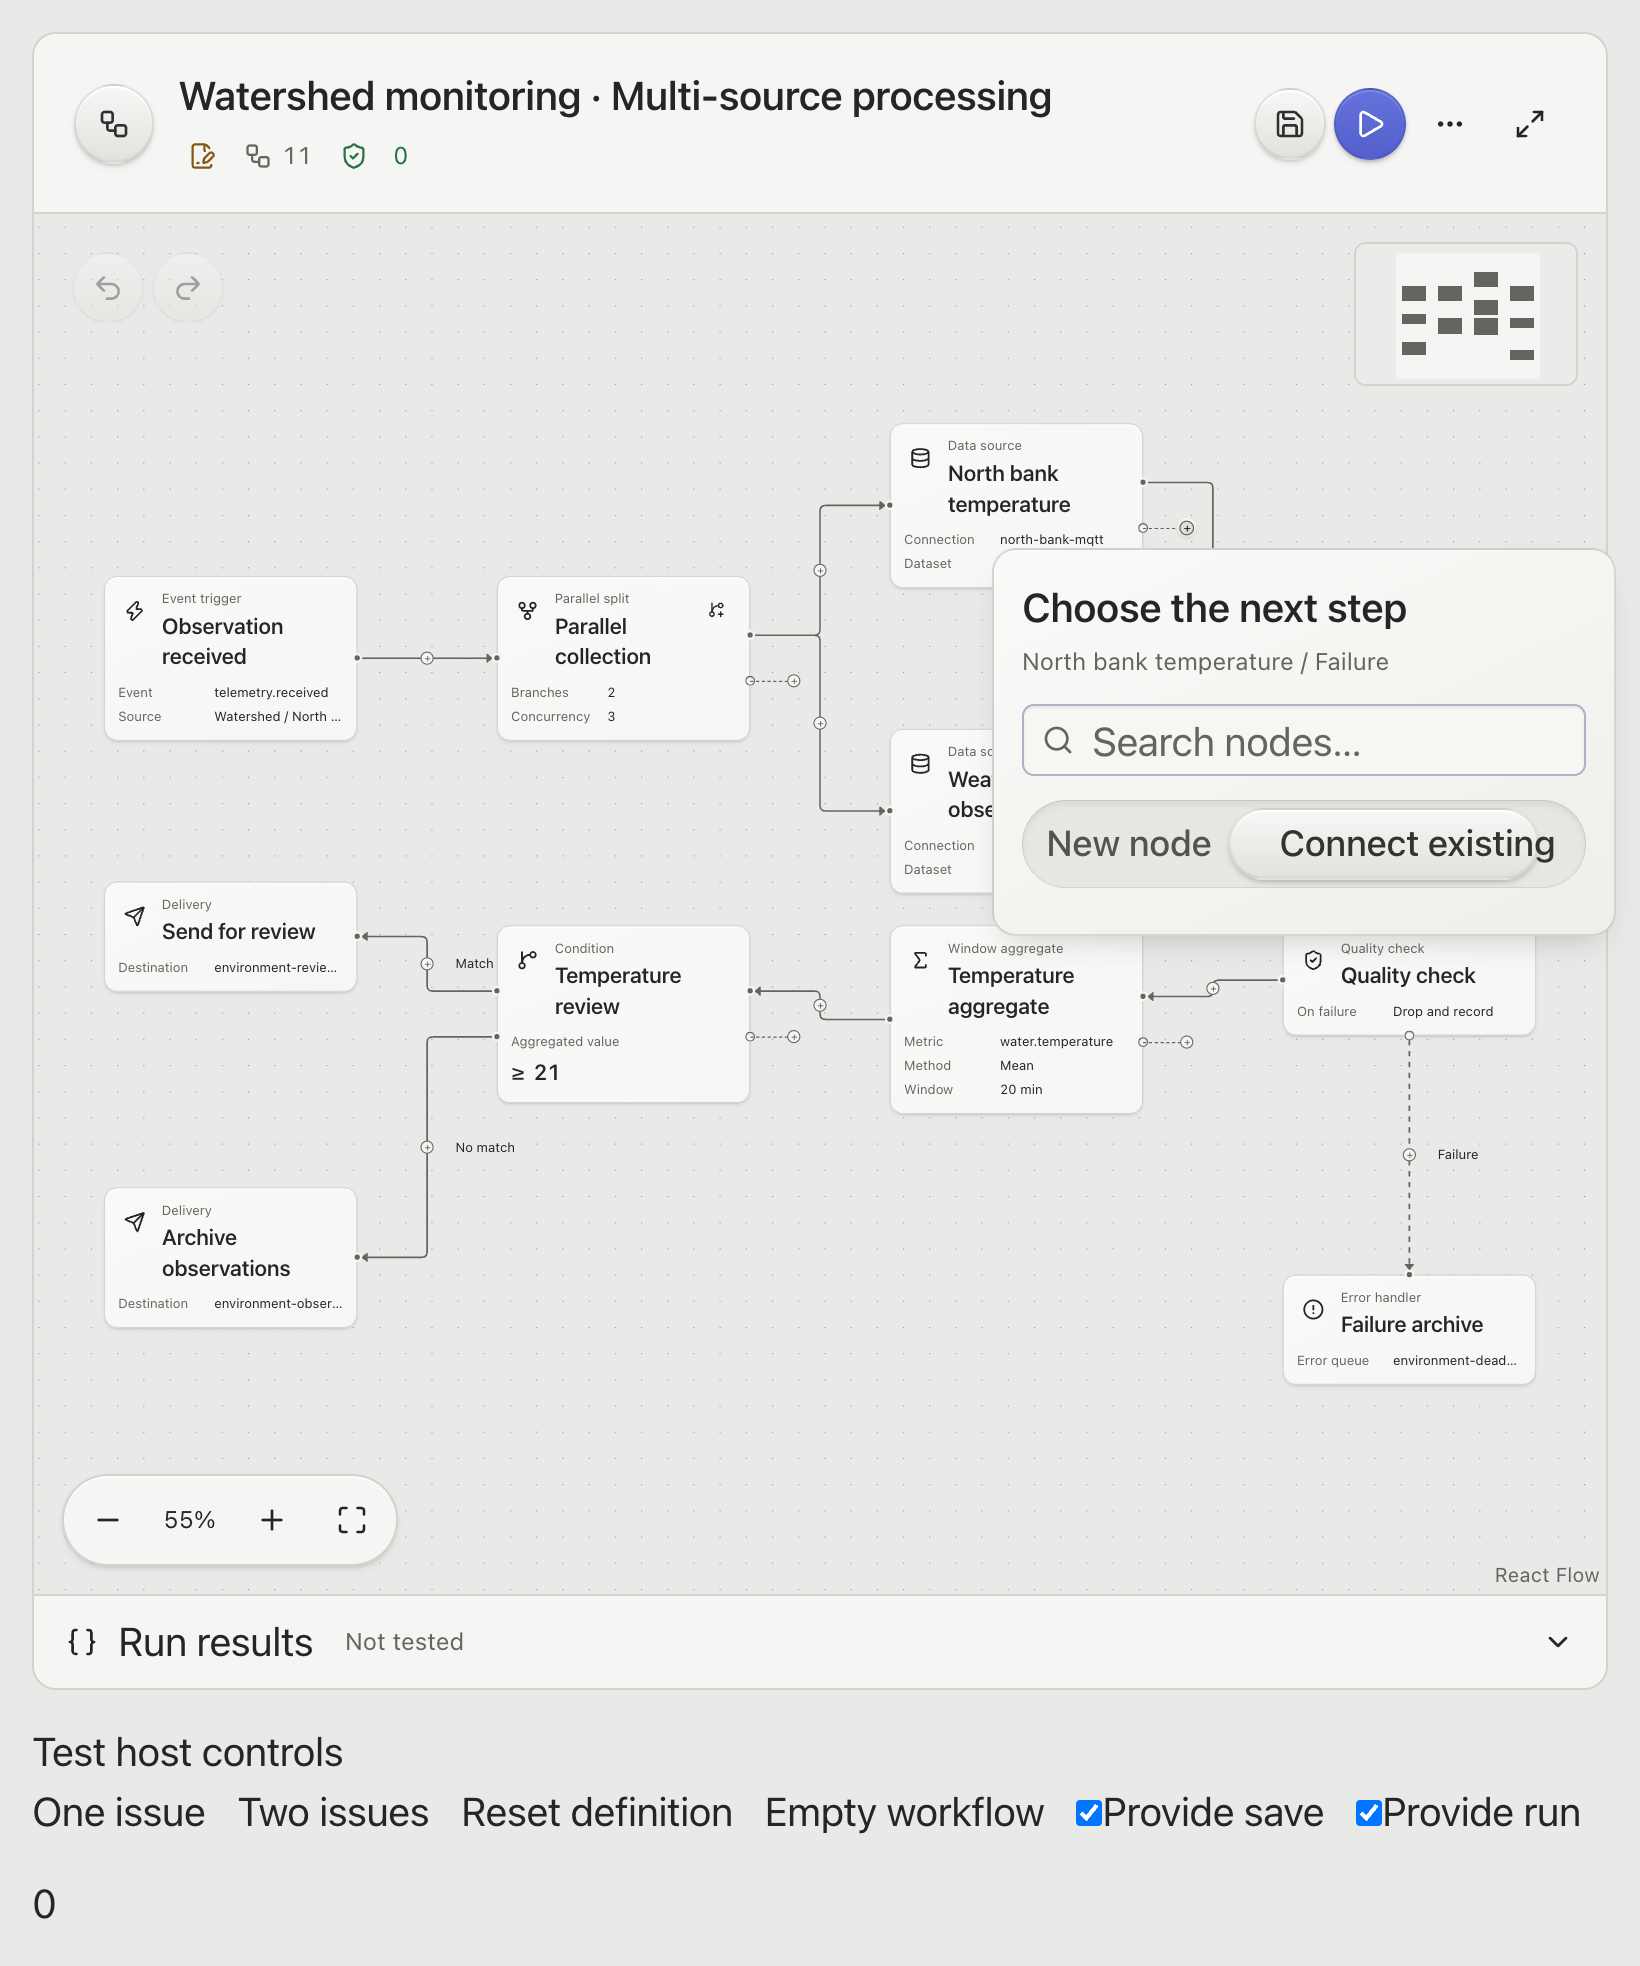 Watershed monitoring · Multi-source processing
11
0
Data source
North bank
temperature
Connection north-bank-mqtt
Dataset
Event trigger
Observation
received
Event telemetry.received
Source Watershed / North ...
Parallel split
Parallel
collection
Branches 2
Concurrency 3
Choose the next step
North bank temperature / Failure
Search nodes...
New node Connect existing
Connection
Dataset
Delivery
Send for review
Destination environment-revie...
Match
Condition
Temperature
review
Aggregated value
≥ 21
Window aggregate
Temperature
aggregate
Metric water.temperature
Method Mean
Window 20 min
Quality check
Quality check
On failure Drop and record
No match
Failure
Delivery
Archive
observations
Destination environment-obser...
Error handler
Failure archive
Error queue environment-dead...
55%
React Flow
{ } Run results Not tested
Test host controls
One issue Two issues Reset definition Empty workflow Provide save Provide run
0